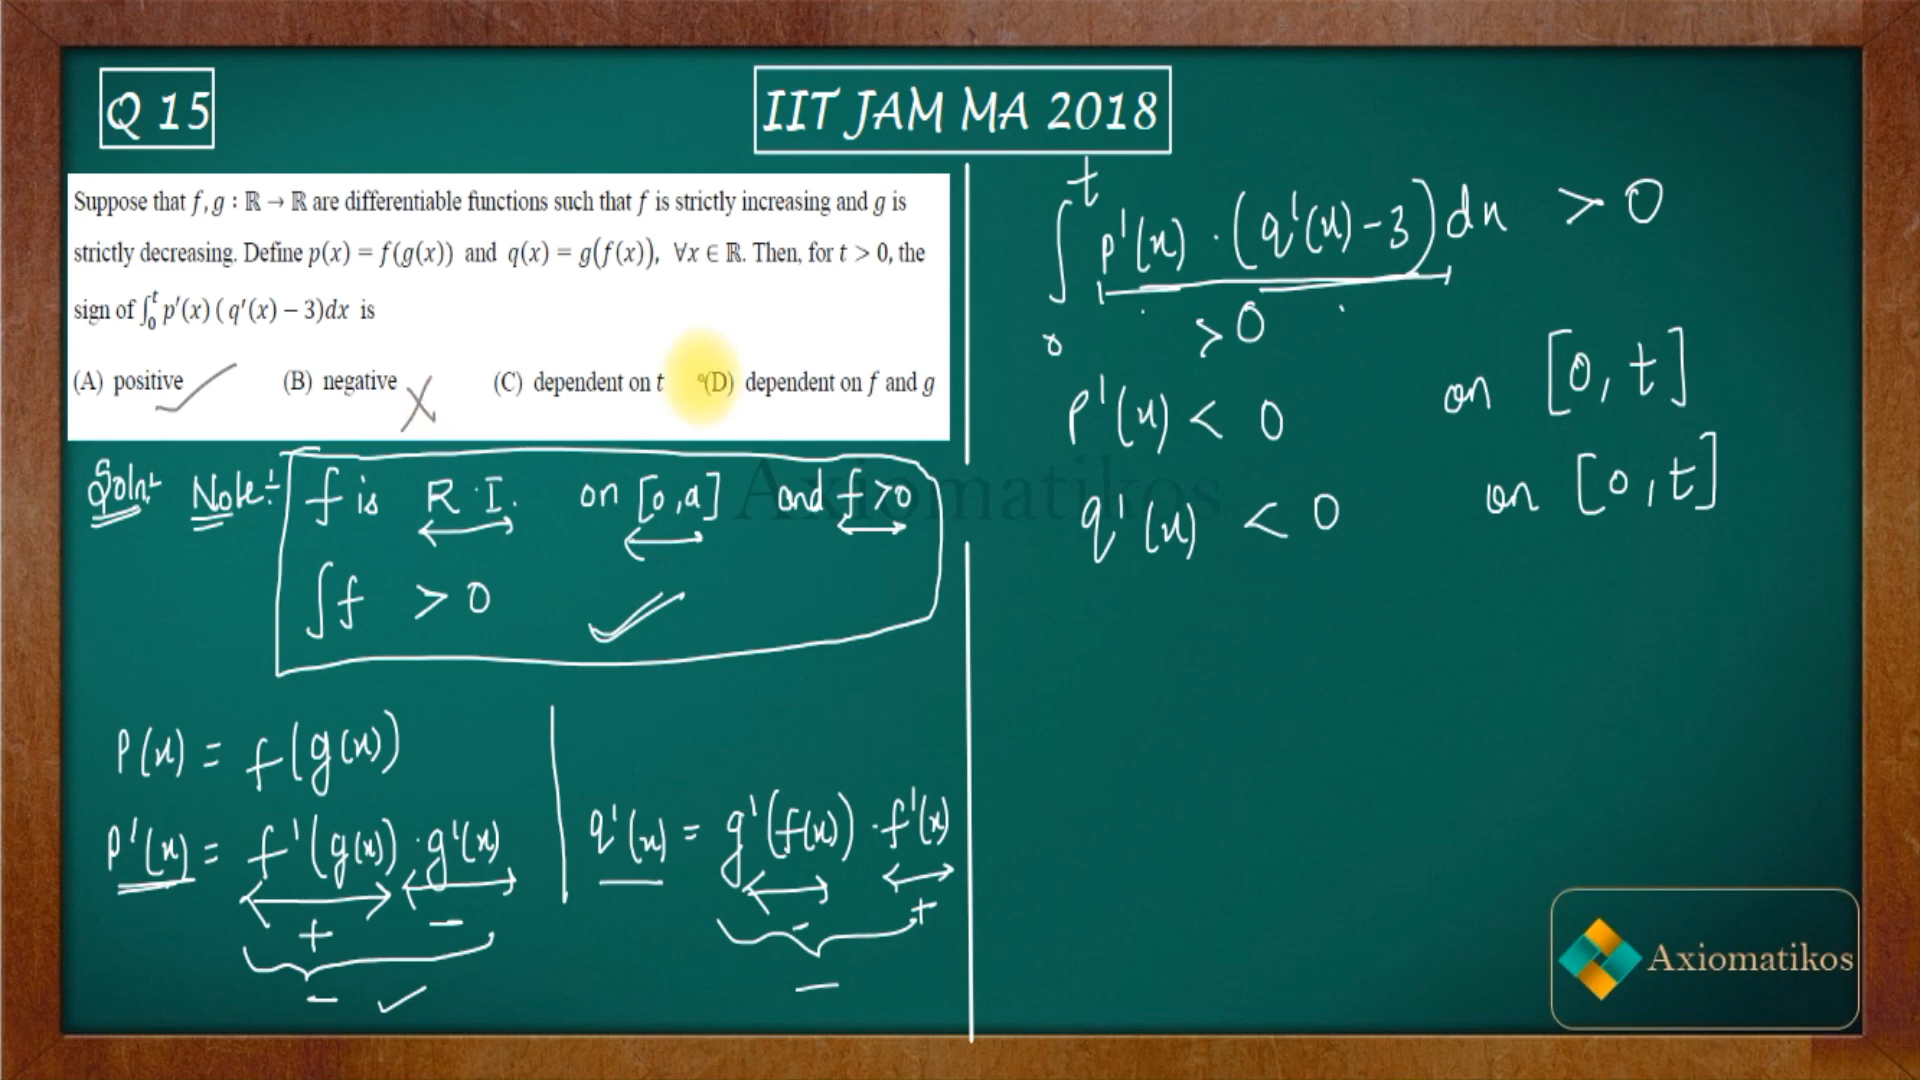 Q 15
IIT JAM MA 2018
Suppose that f, g : ℝ → ℝ are differentiable functions such that f is strictly increasing and g is
strictly decreasing. Define p(x) = f(g(x)) and q(x) = g(f(x)), ∀x ∈ ℝ. Then, for t > 0, the
sign of ∫₀ᵗ p′(x) ( q′(x) − 3)dx is
(A) positive (B) negative (C) dependent on t (D) dependent on f and g
Soln:- Note:- f is R.I. on [0,a] and f>0
∫f > 0
P(x) = f(g(x))
P'(x) = f'(g(x)) · g'(x)
+ −
−
q'(x) = g'(f(x)) · f'(x)
− +
−
∫₀ᵗ P'(x) · (q'(x) − 3) dx > 0
> 0
P'(x) < 0 on [0, t]
q'(x) < 0 on [0, t]
Axiomatikos
Axiomatikos